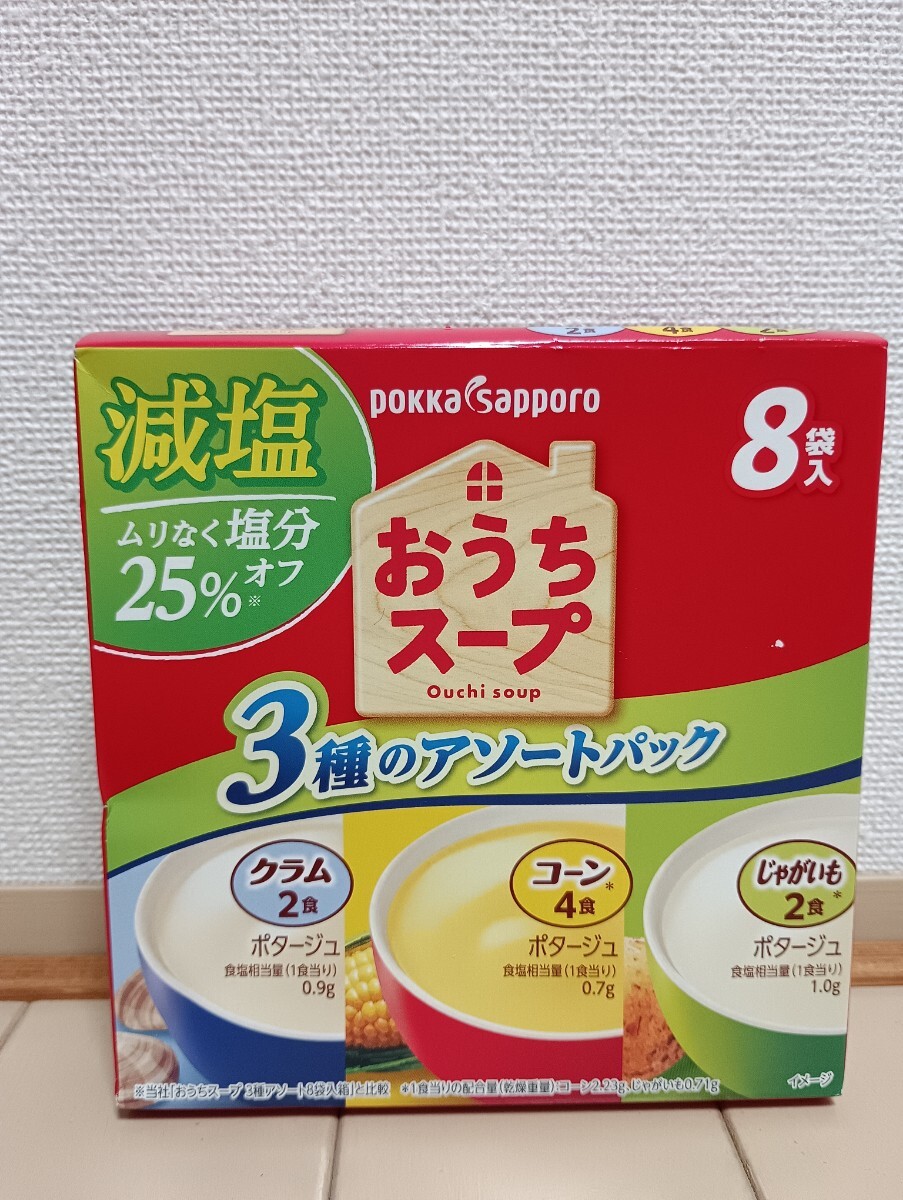 2食
4食
2食
減塩
ムリなく塩分
25%オフ※
pokka sapporo
8袋入
おうち
スープ
Ouchi soup
3種のアソートパック
クラム
2食
ポタージュ
食塩相当量(1食当り)
0.9g
コーン*
4食
ポタージュ
食塩相当量(1食当り)
0.7g
じゃがいも*
2食
ポタージュ
食塩相当量(1食当り)
1.0g
※当社「おうちスープ 3種アソート8袋入箱」と比較 *1食当りの配合量(乾燥重量):コーン2.23g、じゃがいも0.71g
イメージ